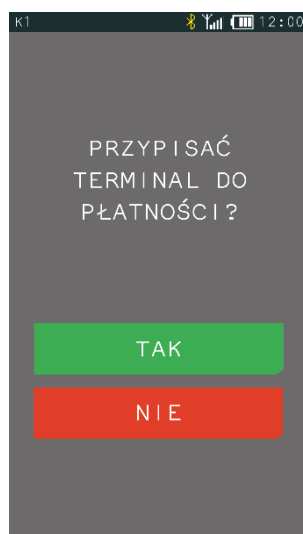 K1 12:00
PRZYPISAĆ
TERMINAL DO
PŁATNOŚCI?
TAK
NIE